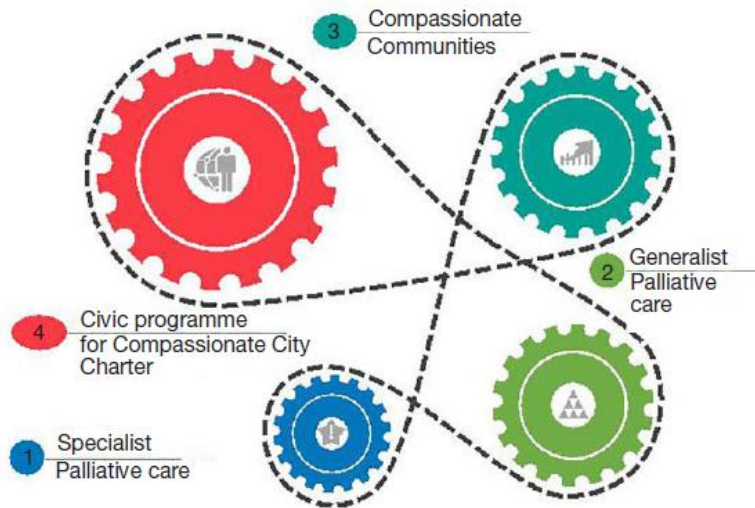 3 Compassionate
Communities
2 Generalist
Palliative
care
4 Civic programme
for Compassionate City
Charter
1 Specialist
Palliative care